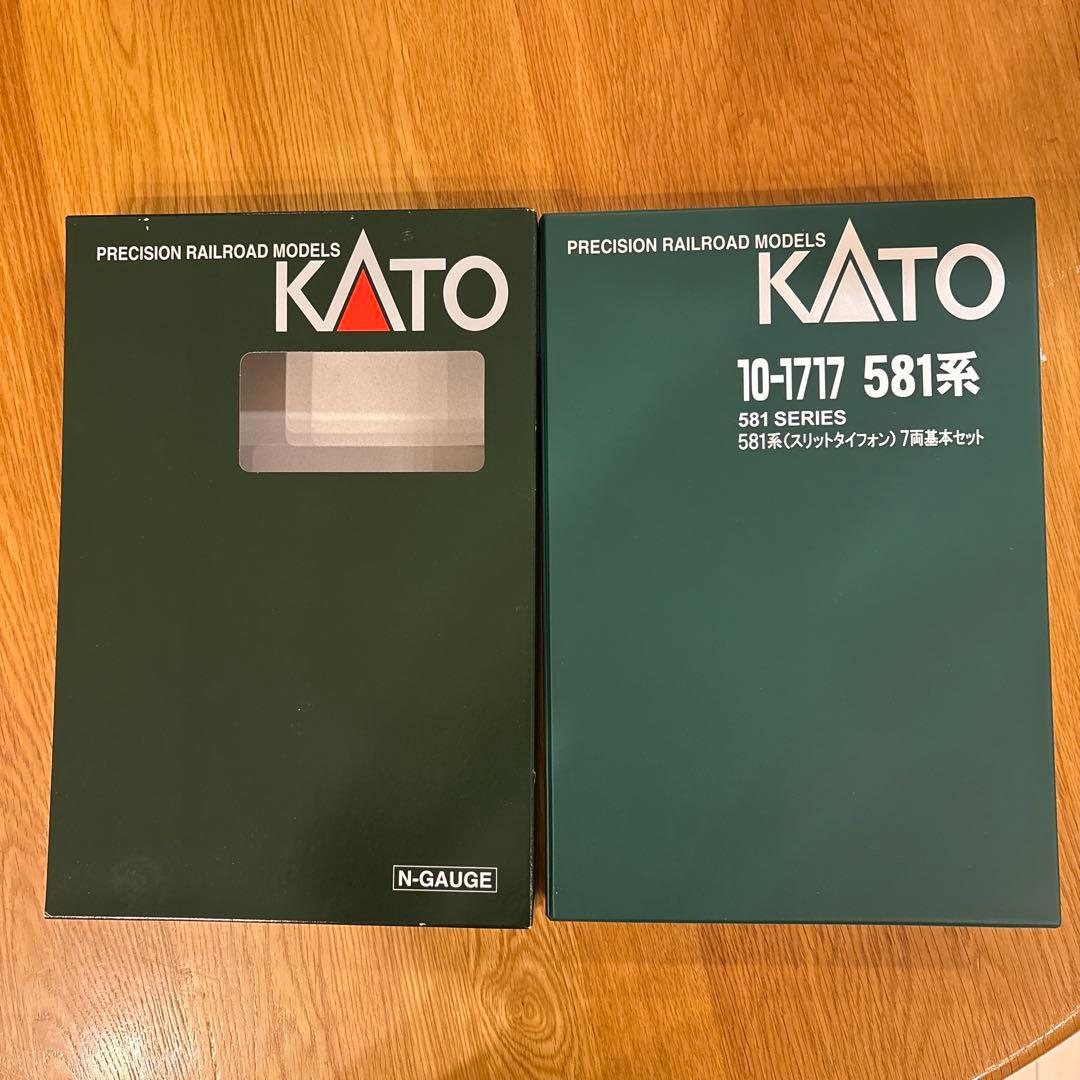 PRECISION RAILROAD MODELS
KATO
N-GAUGE
PRECISION RAILROAD MODELS
KATO
10-1717 581系
581 SERIES
581系(スリットタイフォン)7両基本セット